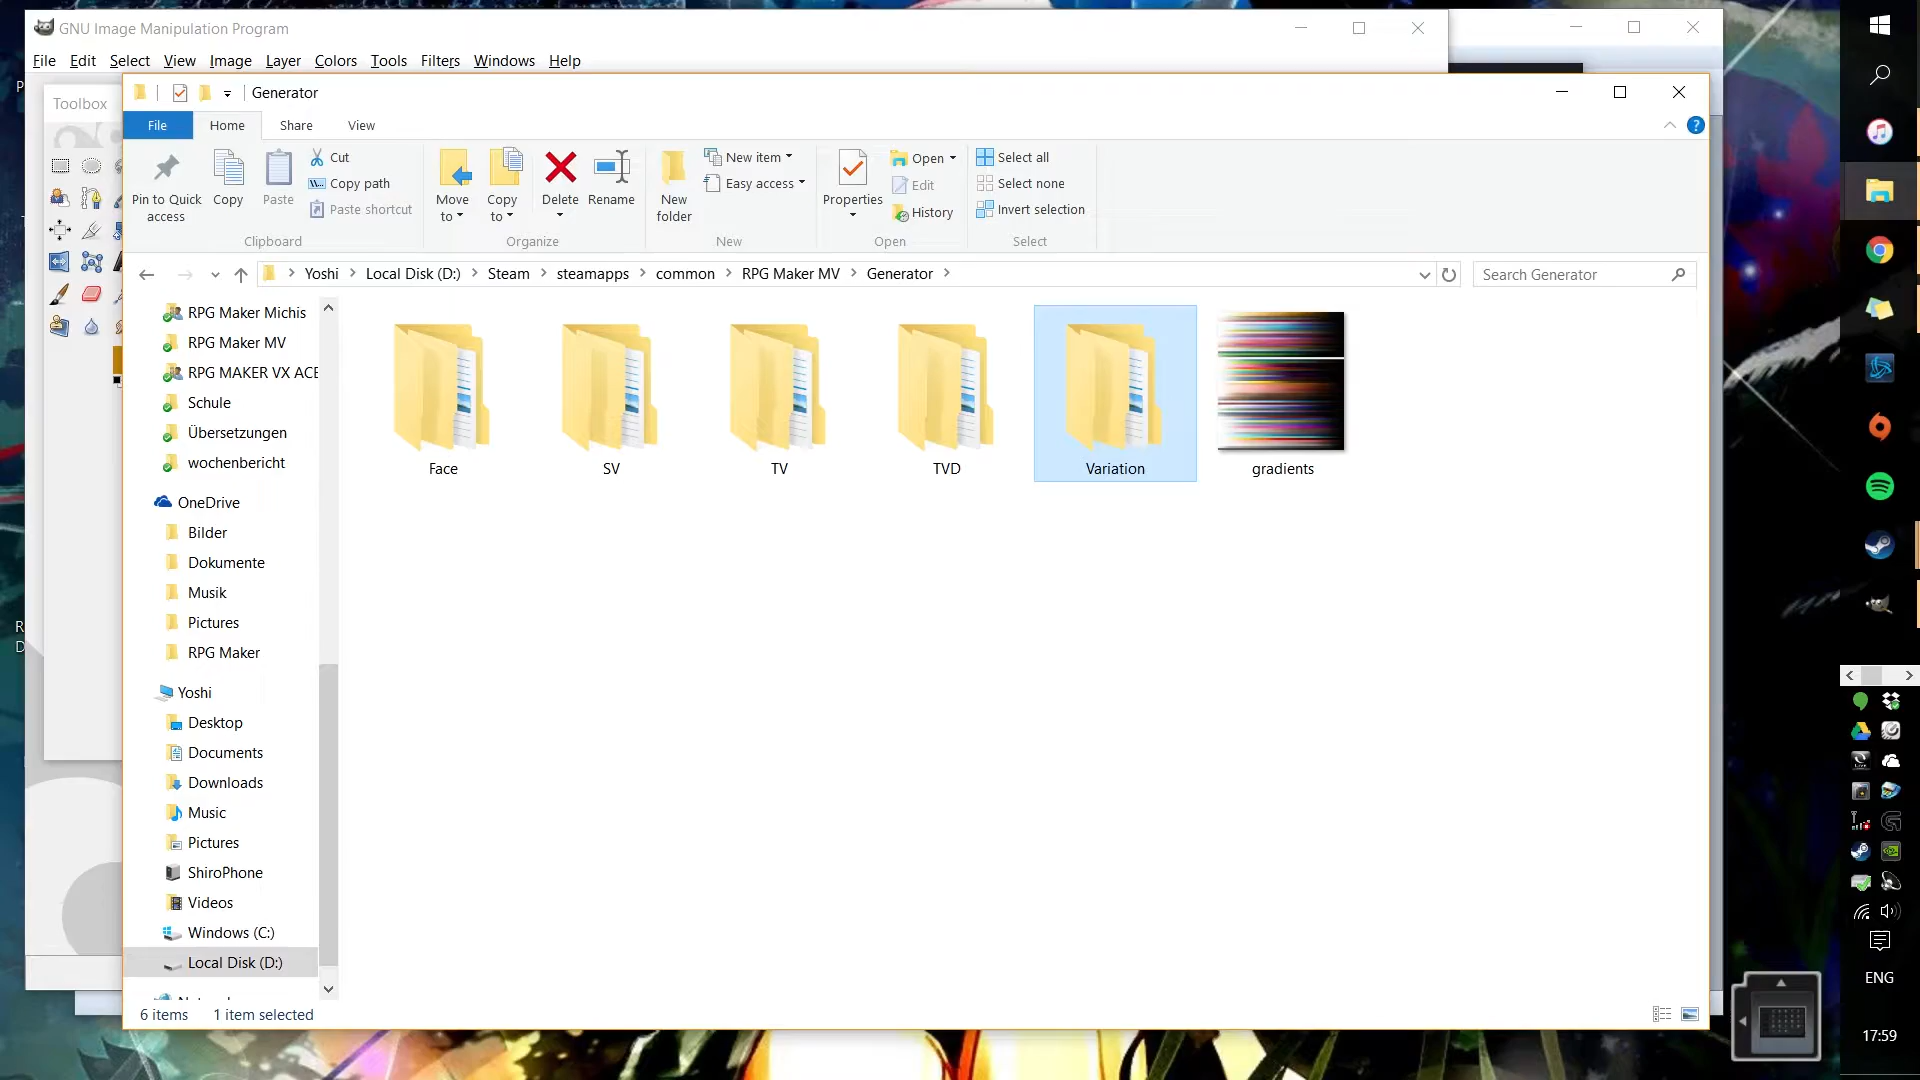 GNU Image Manipulation Program
File Edit Select View Image Layer Colors Tools Filters Windows Help
Toolbox
Generator
File Home Share View
Pin to Quick access
Copy
Paste
Cut
Copy path
Paste shortcut
Clipboard
Move to
Copy to
Delete
Rename
Organize
New folder
New item
Easy access
New
Properties
Open
Edit
History
Open
Select all
Select none
Invert selection
Select
Yoshi > Local Disk (D:) > Steam > steamapps > common > RPG Maker MV > Generator >
Search Generator
RPG Maker Michis
RPG Maker MV
RPG MAKER VX ACE
Schule
Übersetzungen
wochenbericht
OneDrive
Bilder
Dokumente
Musik
Pictures
RPG Maker
Yoshi
Desktop
Documents
Downloads
Music
Pictures
ShiroPhone
Videos
Windows (C:)
Local Disk (D:)
Face
SV
TV
TVD
Variation
gradients
6 items 1 item selected
ENG
17:59